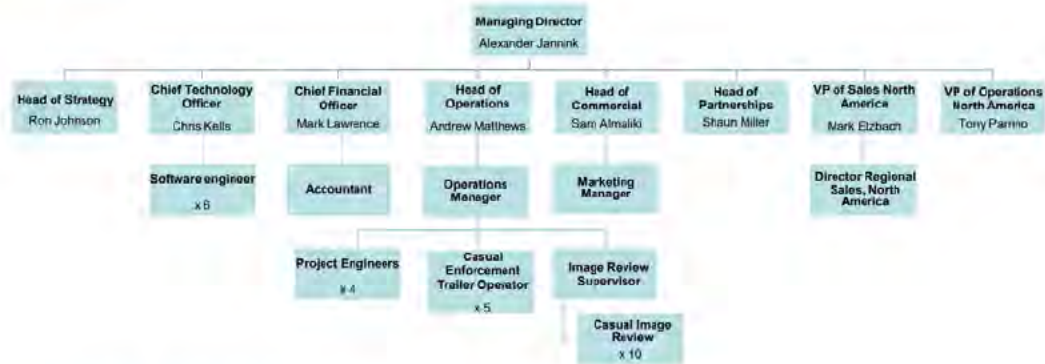 Managing Director
Alexander Jannink
Head of Strategy
Ron Johnson
Chief Technology
Officer
Chris Kells
Chief Financial
Officer
Mark Lawrence
Head of
Operations
Andrew Matthews
Head of
Commercial
Sam Almaliki
Head of
Partnerships
Shaun Miller
VP of Sales North
America
Mark Etzbach
VP of Operations
North America
Tony Parrino
Software engineer
x 6
Accountant
Operations
Manager
Marketing
Manager
Director Regional
Sales, North
America
Project Engineers
x 4
Casual
Enforcement
Trailer Operator
x 5
Image Review
Supervisor
Casual Image
Review
x 10